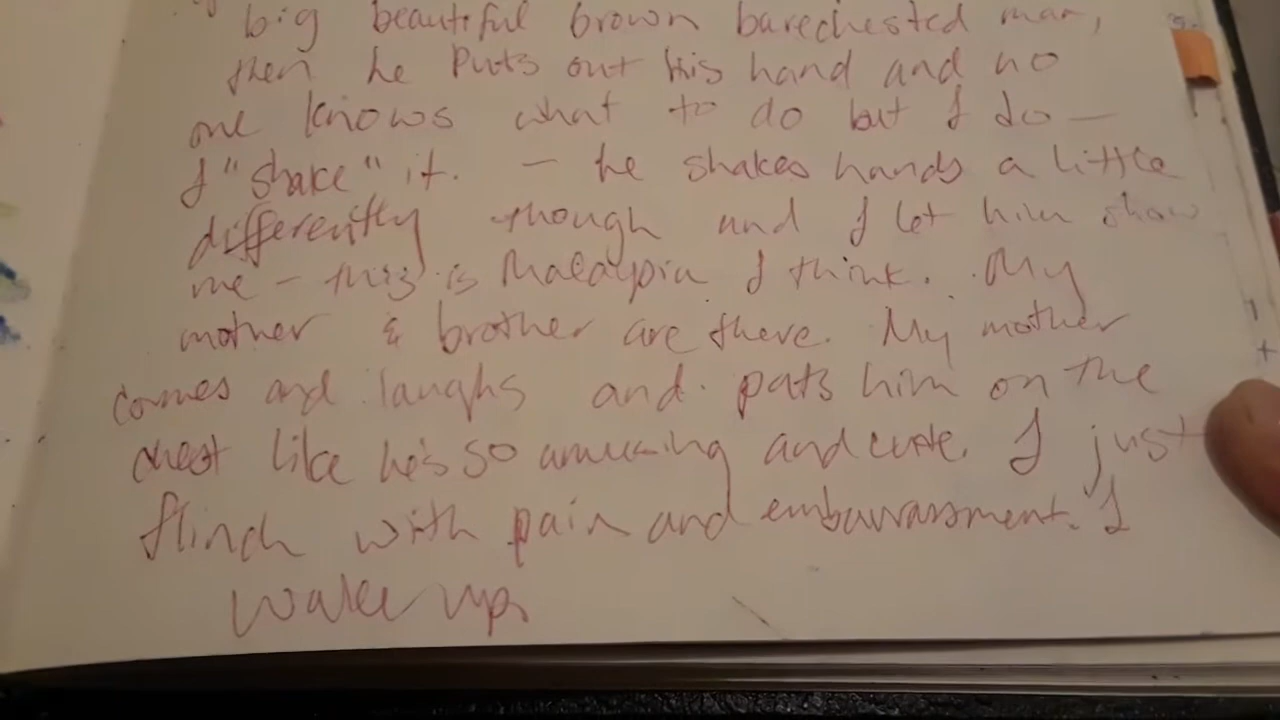 big beautiful brown barechested man,
then he puts out his hand and no
one knows what to do but I do —
I "shake" it. — he shakes hands a little
differently though and I let him show
me – this is Malaysia I think. My
mother & brother are there. My mother
comes and laughs and pats him on the
chest like he's so amusing and cute. I just
flinch with pain and embarrassment. I
wake up.